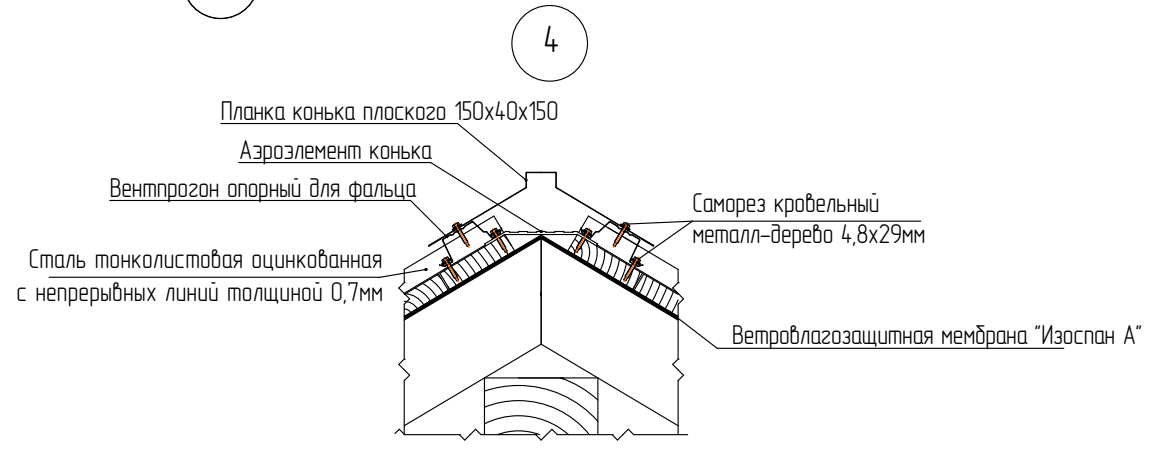 4
Планка конька плоского 150х40х150
Аэроэлемент конька
Вентпрогон опорный для фальца
Саморез кровельный
металл-дерево 4,8х29мм
Сталь тонколистовая оцинкованная
с непрерывных линий толщиной 0,7мм
Ветровлагозащитная мембрана "Изоспан А"